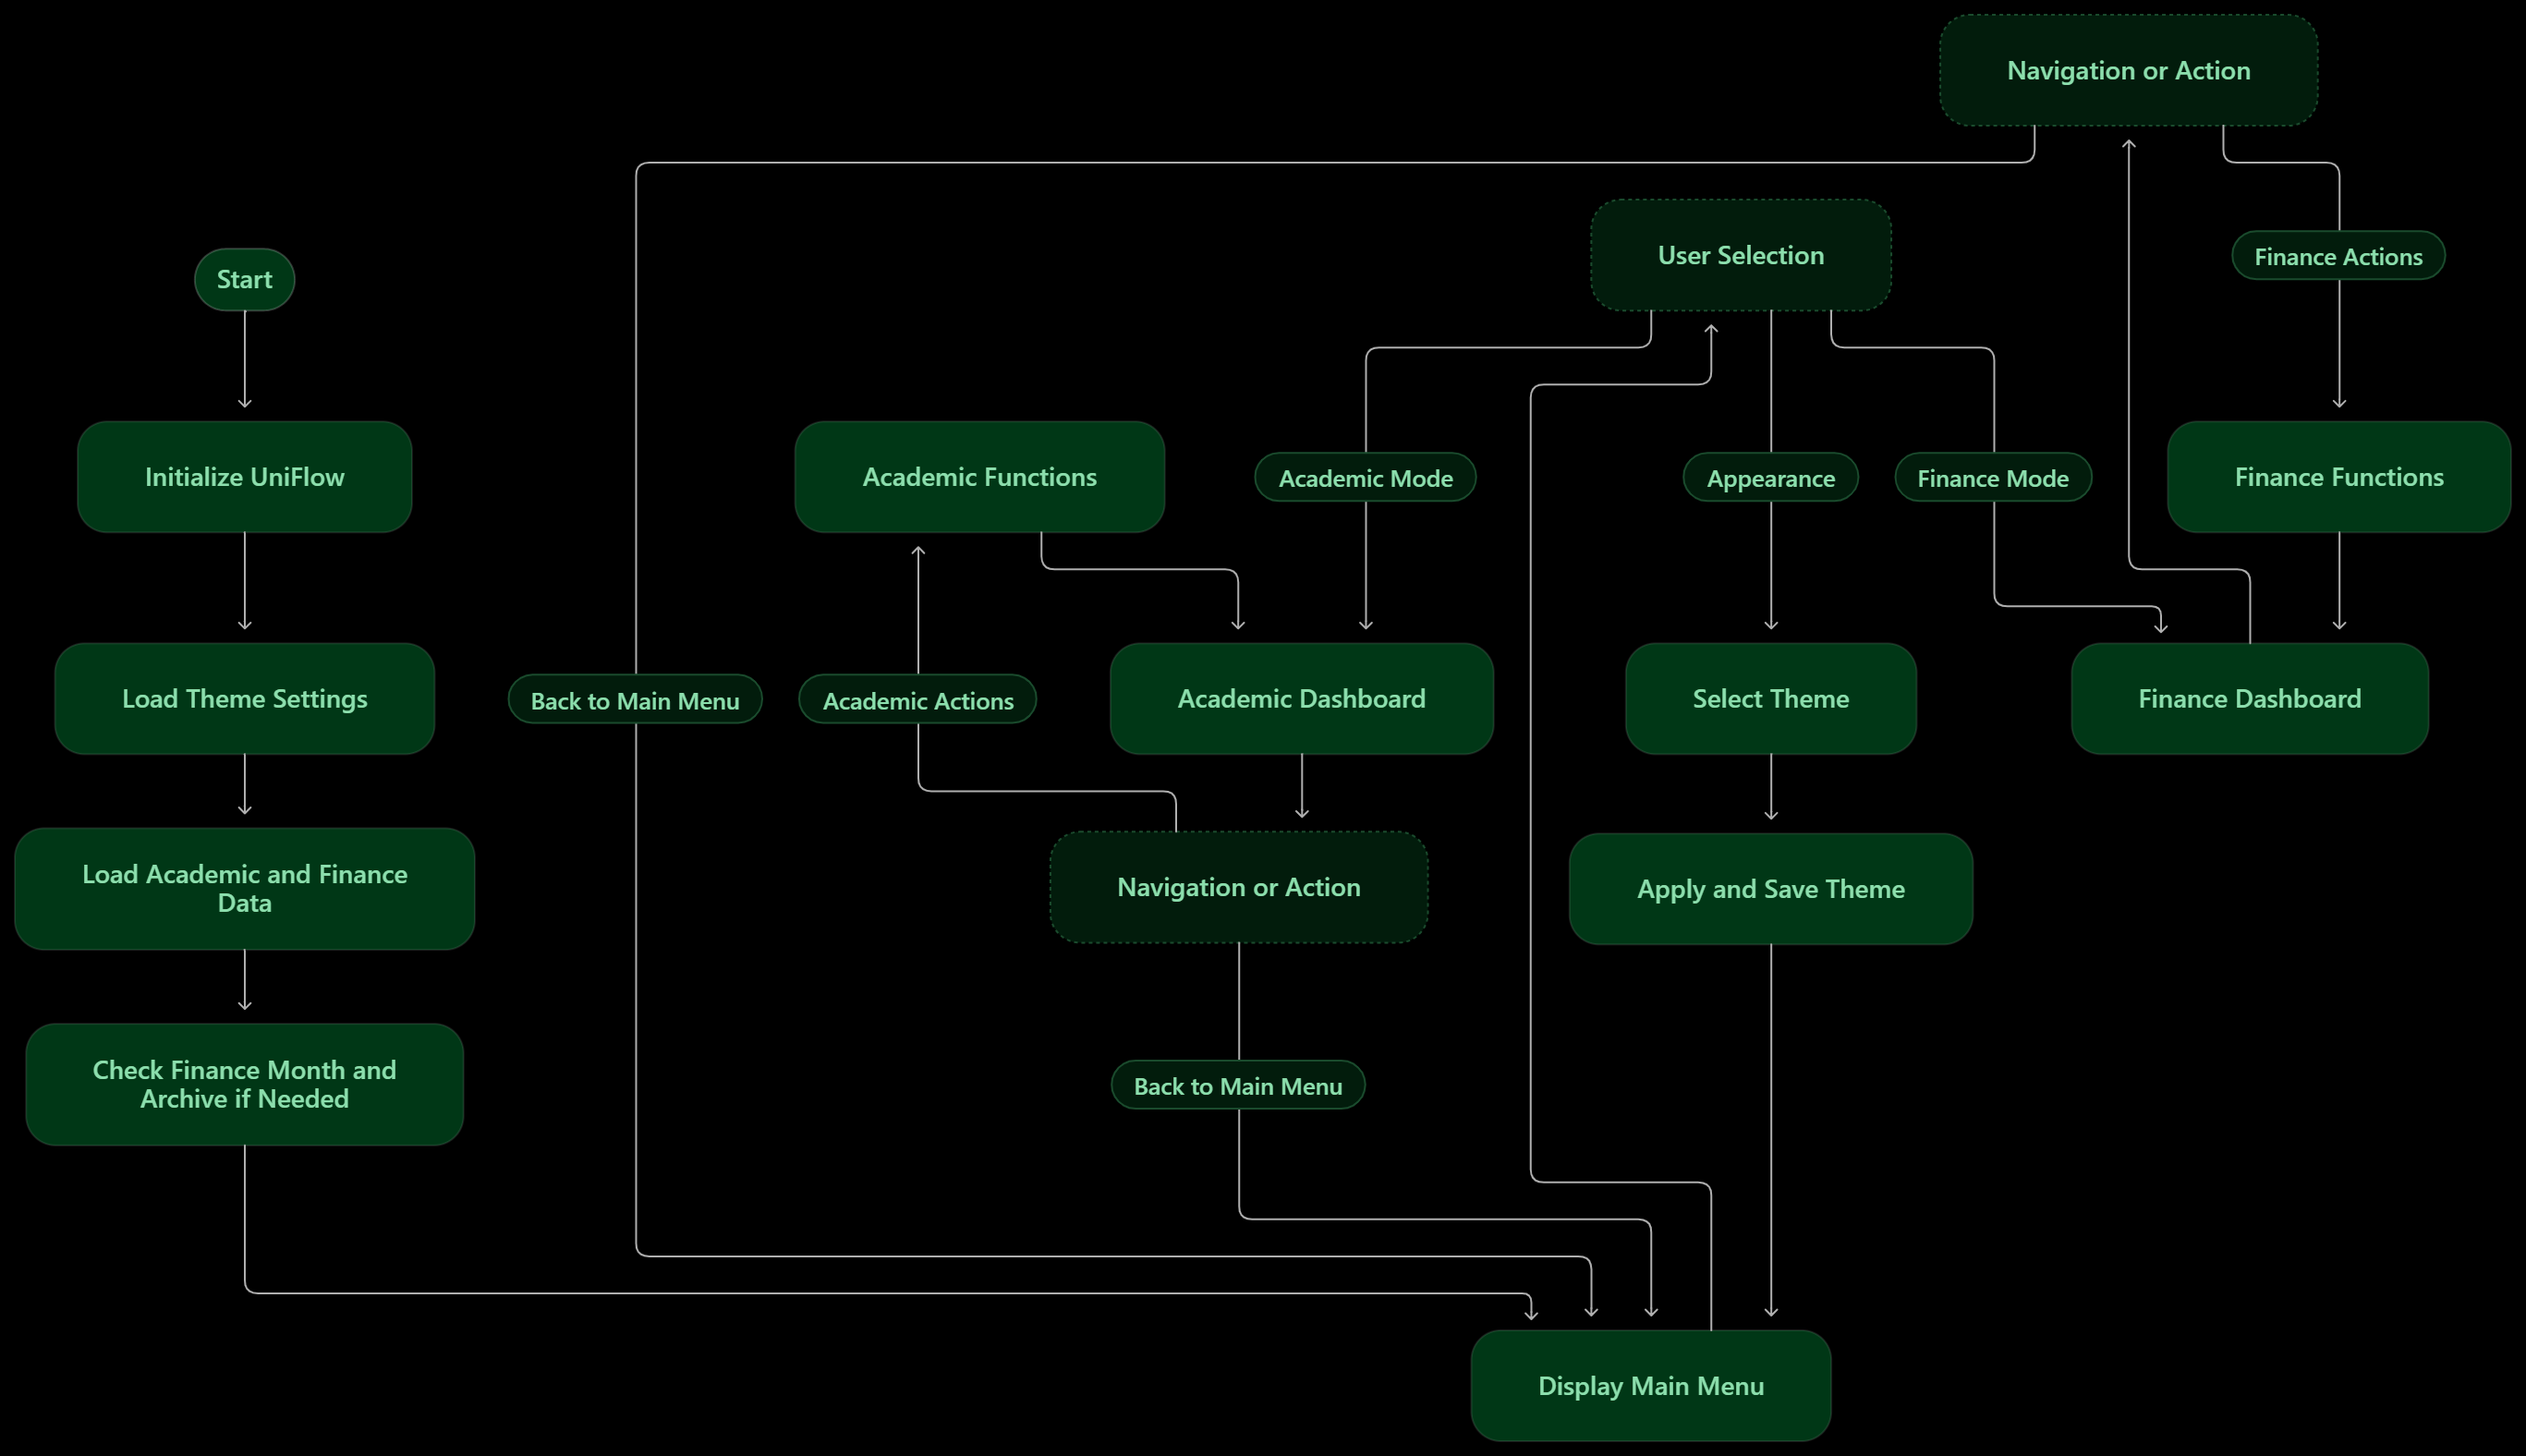 Navigation or Action
User Selection
Finance Actions
Start
Initialize UniFlow
Academic Functions
Academic Mode
Appearance
Finance Mode
Finance Functions
Load Theme Settings
Back to Main Menu
Academic Actions
Academic Dashboard
Select Theme
Finance Dashboard
Load Academic and Finance
Data
Navigation or Action
Apply and Save Theme
Check Finance Month and
Archive if Needed
Back to Main Menu
Display Main Menu